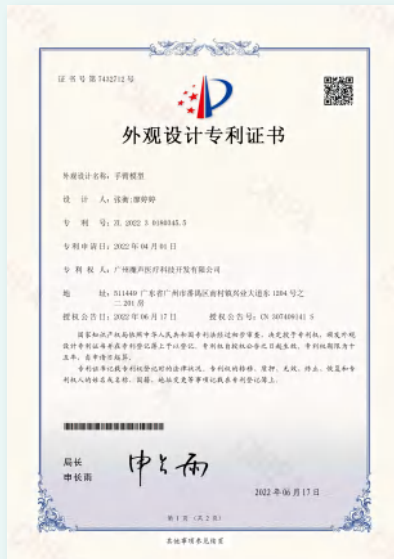 证书号第7432712号
外观设计专利证书
外观设计名称：手臂模型
设 计 人：张衡;廖婷婷
专 利 号：ZL 2022 3 0180345.5
专利申请日：2022年04月01日
专 利 权 人：广州魔声医疗科技开发有限公司
地 址：511449 广东省广州市番禺区南村镇兴业大道东1204号之
二201房
授权公告日：2022年06月17日 授权公告号：CN 307409141 S
国家知识产权局依照中华人民共和国专利法经过初步审查，决定授予专利权，颁发外观
设计专利证书并在专利登记簿上予以登记。专利权自授权公告之日起生效。专利权期限为十
五年，自申请日起算。
专利证书记载专利权登记时的法律状况。专利权的转移、质押、无效、终止、恢复和专
利权人的姓名或名称、国籍、地址变更等事项记载在专利登记簿上。
局长
申长雨
申长雨
2022年06月17日
第 1 页 (共 2 页)
其他事项参见续页